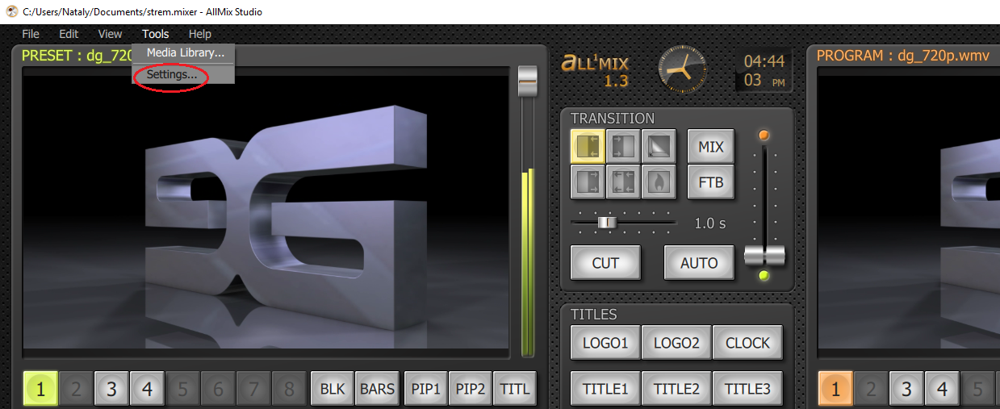 C:/Users/Nataly/Documents/strem.mixer - AllMix Studio
File Edit View Tools Help
Media Library...
Settings...
PRESET : dg_720
ALL1MIX
1.3
04:44
03 PM
PROGRAM : dg_720p.wmv
TRANSITION
MIX
FTB
1.0 s
CUT AUTO
TITLES
LOGO1 LOGO2 CLOCK
TITLE1 TITLE2 TITLE3
1 2 3 4 5 6 7 8 BLK BARS PIP1 PIP2 TITL
1 2 3 4 5